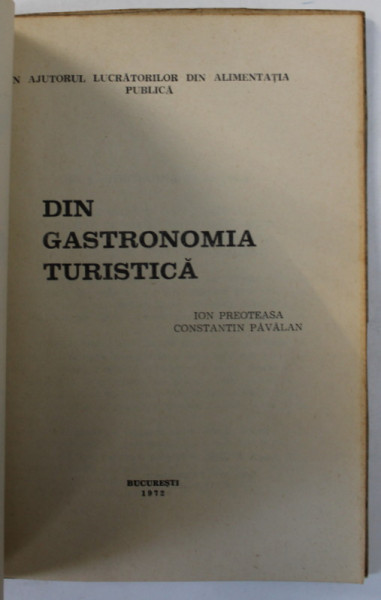 N AJUTORUL LUCRĂTORILOR DIN ALIMENTAȚIA
PUBLICĂ
DIN
GASTRONOMIA
TURISTICĂ
ION PREOTEASA
CONSTANTIN PĂVĂLAN
BUCUREȘTI
1972